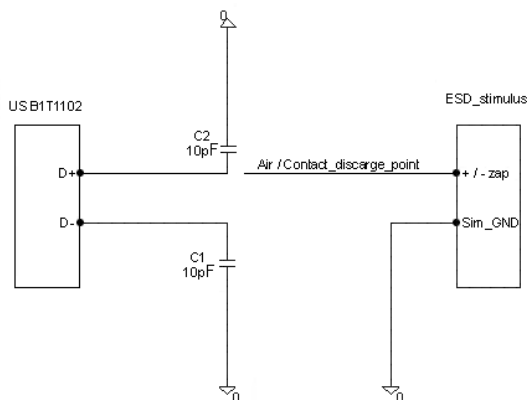 0
USB1T1102
ESD_stimulus
C2
10pF
D+
Air / Contact_discarge_point
+ / - zap
D-
Sim_GND
C1
10pF
0
0